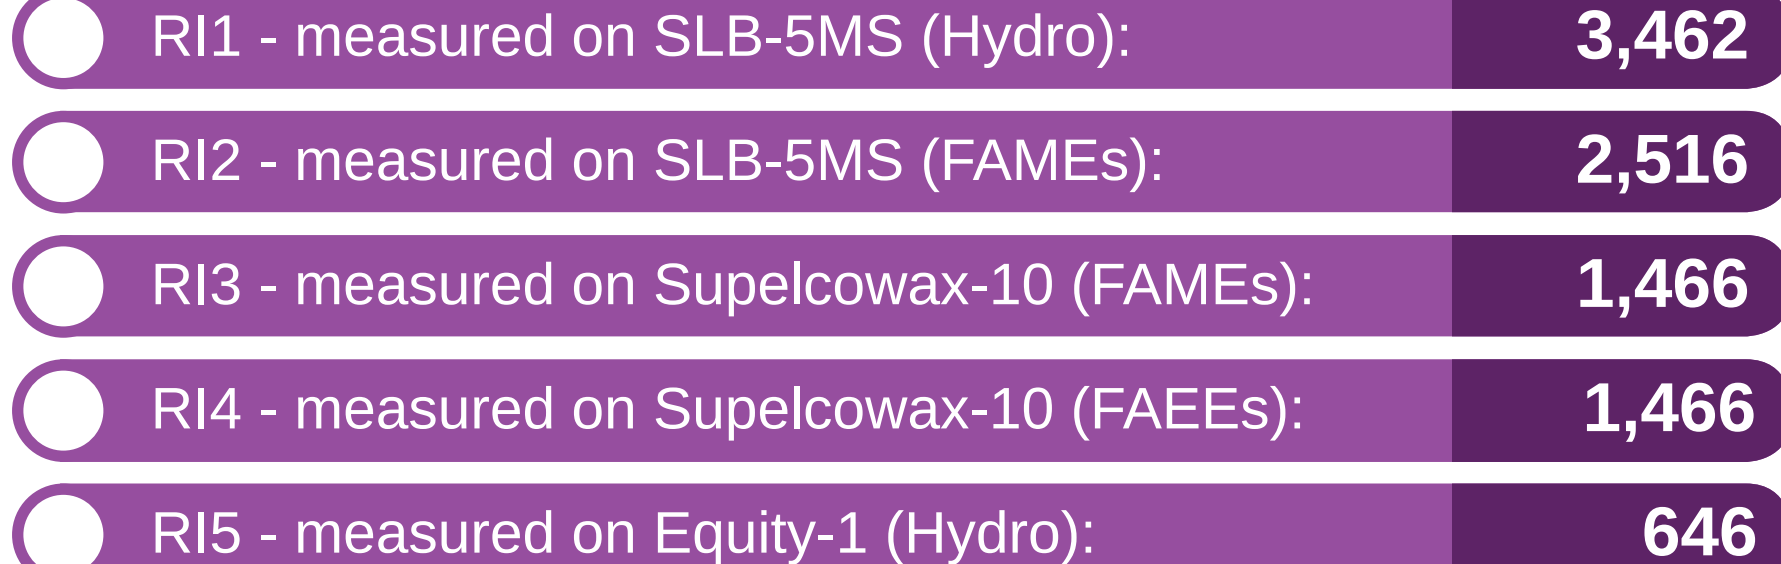 RI1 - measured on SLB-5MS (Hydro): 3,462
RI2 - measured on SLB-5MS (FAMEs): 2,516
RI3 - measured on Supelcowax-10 (FAMEs): 1,466
RI4 - measured on Supelcowax-10 (FAEEs): 1,466
RI5 - measured on Equity-1 (Hydro): 646